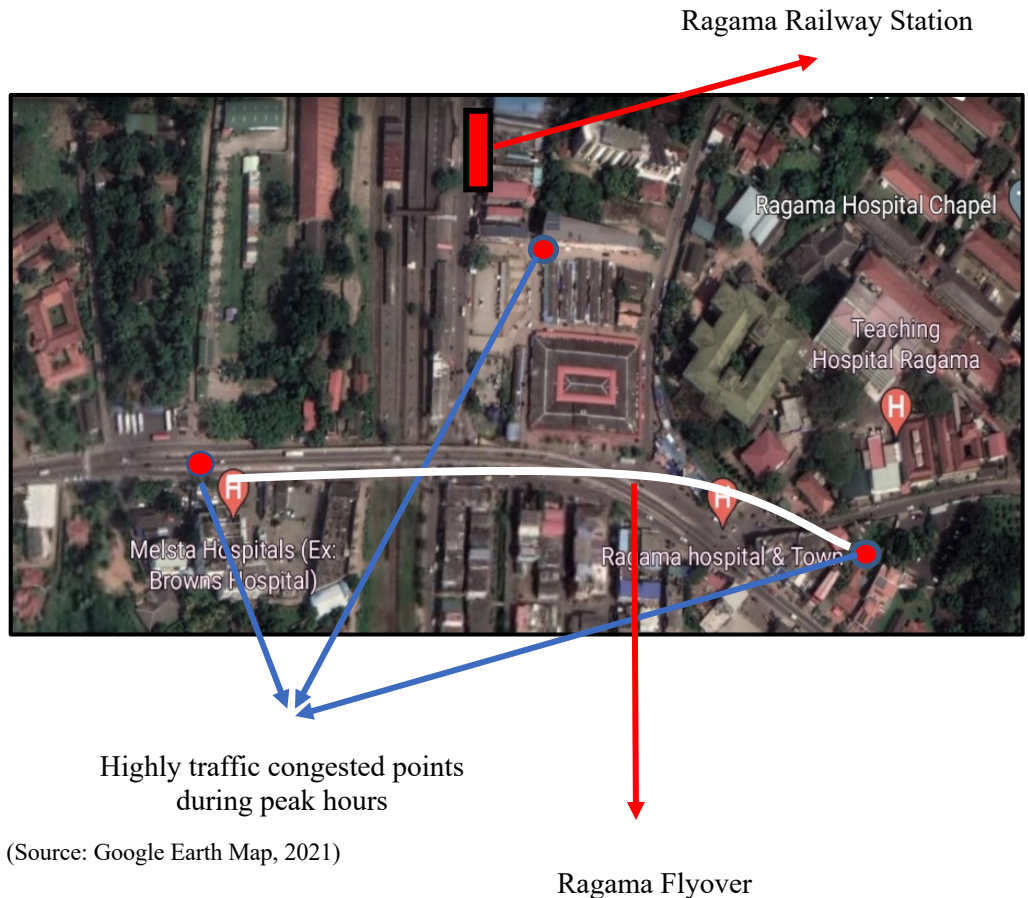 Ragama Railway Station
Ragama Hospital Chapel
Teaching
Hospital Ragama
H
H
H
Melsta Hospitals (Ex:
Browns Hospital)
Ragama hospital & Town
Highly traffic congested points
during peak hours
(Source: Google Earth Map, 2021)
Ragama Flyover